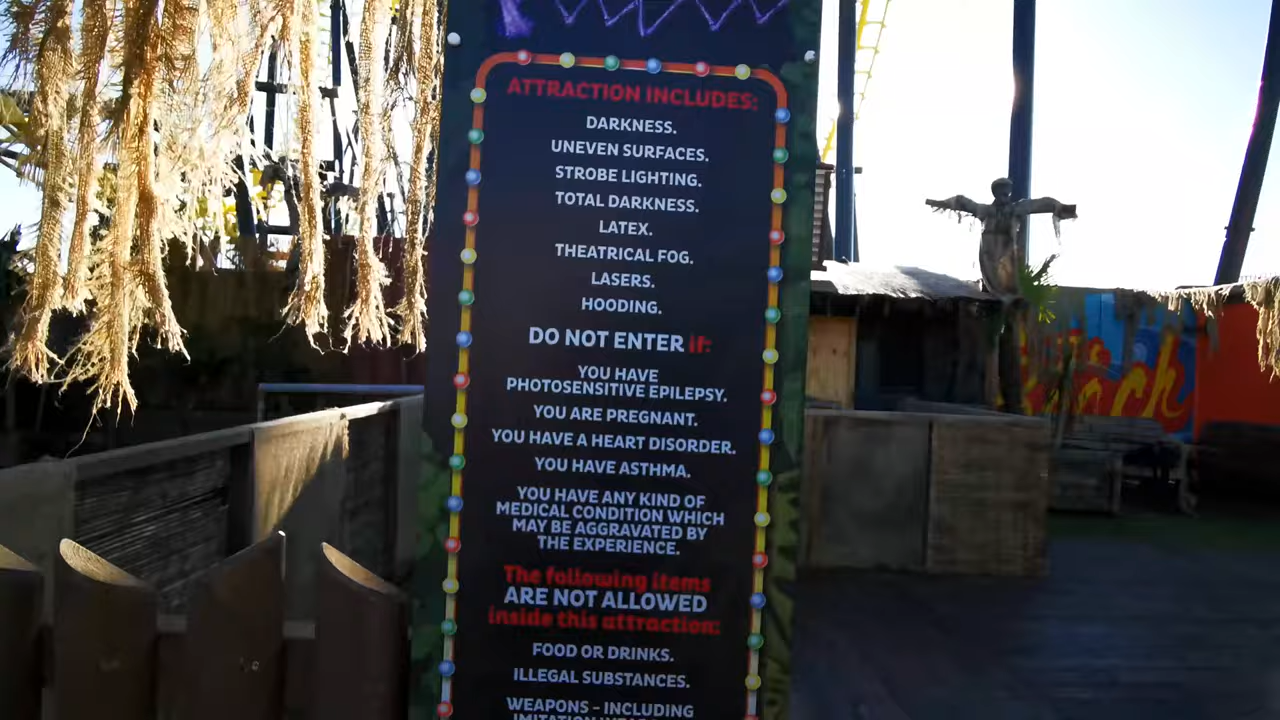 ATTRACTION INCLUDES:
DARKNESS.
UNEVEN SURFACES.
STROBE LIGHTING.
TOTAL DARKNESS.
LATEX.
THEATRICAL FOG.
LASERS.
HOODING.
DO NOT ENTER if:
YOU HAVE
PHOTOSENSITIVE EPILEPSY.
YOU ARE PREGNANT.
YOU HAVE A HEART DISORDER.
YOU HAVE ASTHMA.
YOU HAVE ANY KIND OF
MEDICAL CONDITION WHICH
MAY BE AGGRAVATED BY
THE EXPERIENCE.
The following items
ARE NOT ALLOWED
inside this attraction:
FOOD OR DRINKS.
ILLEGAL SUBSTANCES.
WEAPONS - INCLUDING
IMITATION